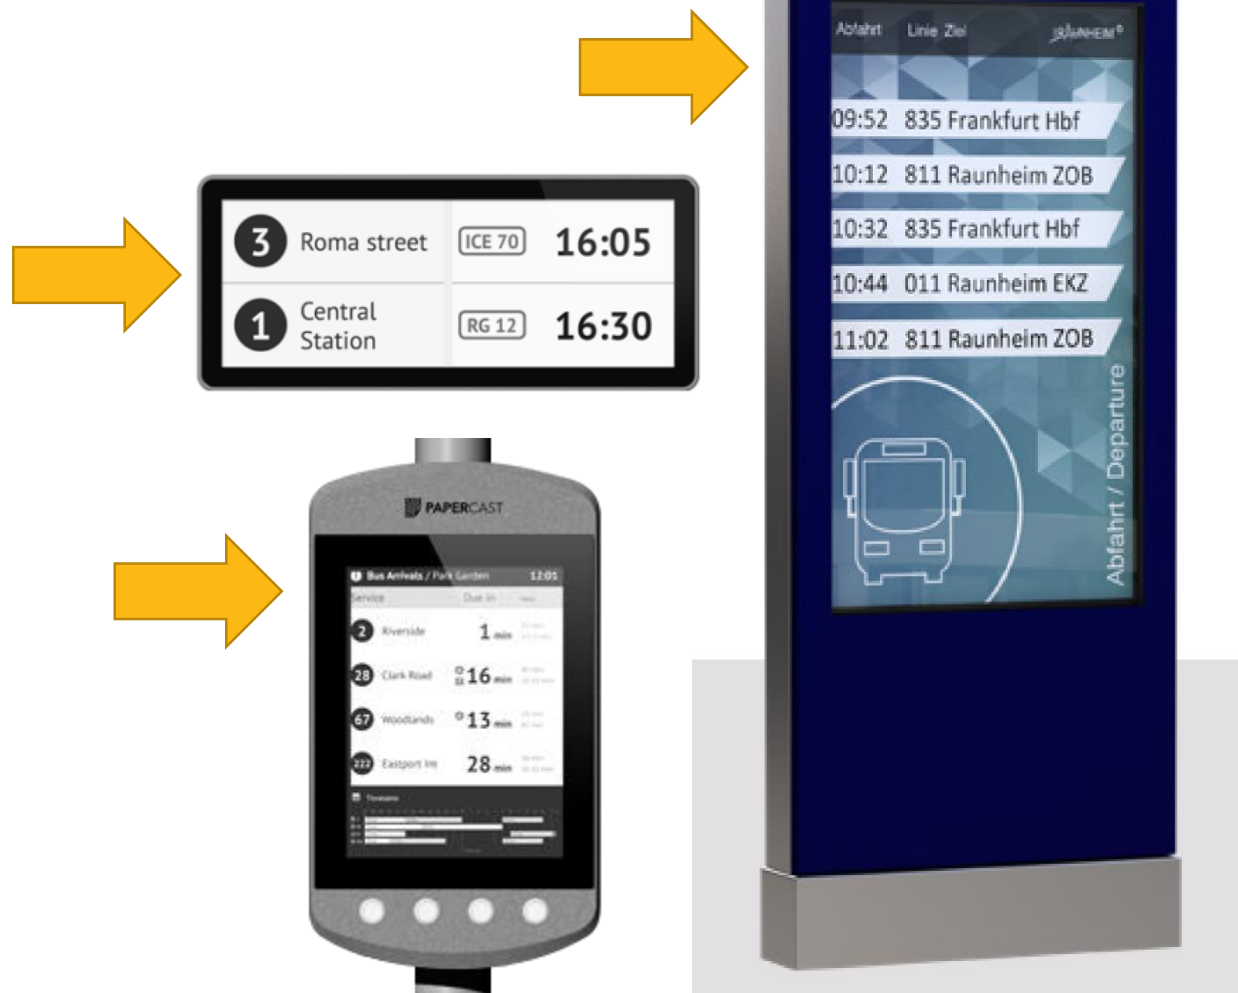 Abfahrt Linie Ziel
09:52 835 Frankfurt Hbf
10:12 811 Raunheim ZOB
10:32 835 Frankfurt Hbf
10:44 011 Raunheim EKZ
11:02 811 Raunheim ZOB
Abfahrt / Departure
3 Roma street ICE 70 16:05
1 Central
Station RG 12 16:30
PAPERCAST
Bus Arrivals / Park Garden 12:01
Service Due in
2 Riverside 1 min
28 Clark Road 16 min
67 Woodlands 13 min
222 Eastport Inn 28 min